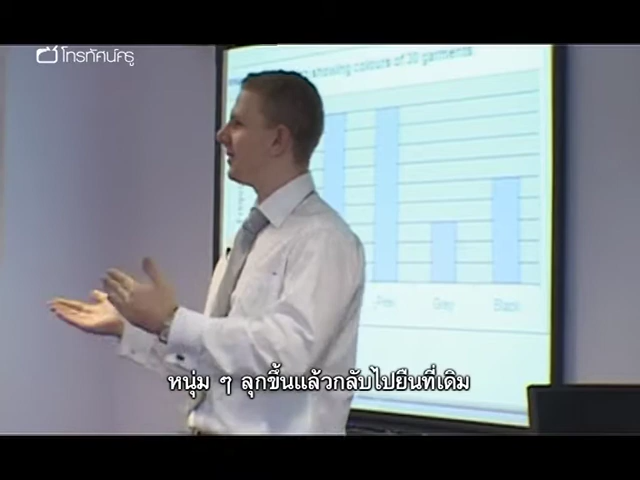 โทรทัศน์ครู
showing colours of 30 garments
Pink
Grey
Black
หนุ่ม ๆ ลุกขึ้นแล้วกลับไปยืนที่เดิม